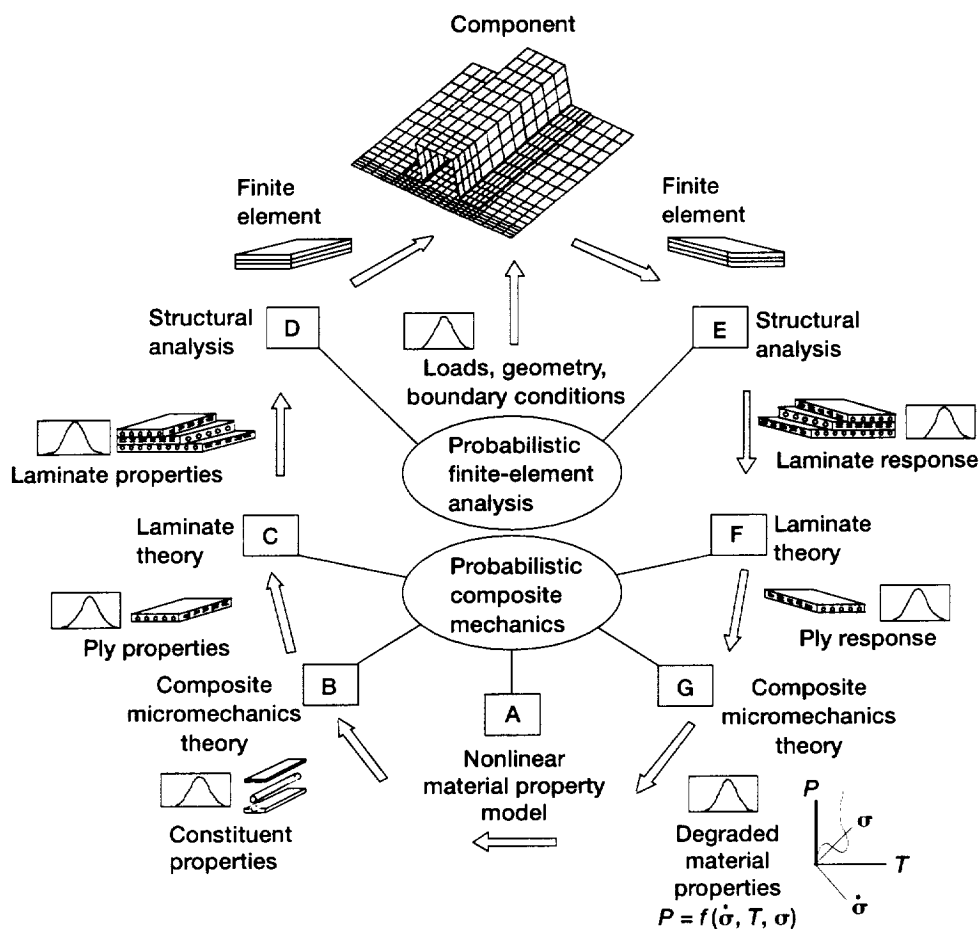 Component
Finite
element
Finite
element
Structural
analysis
D
E
Structural
analysis
Loads, geometry,
boundary conditions
Laminate properties
Probabilistic
finite-element
analysis
Laminate response
Laminate
theory
C
F
Laminate
theory
Probabilistic
composite
mechanics
Ply properties
Ply response
Composite
micromechanics
theory
B
A
G
Composite
micromechanics
theory
Nonlinear
material property
model
Constituent
properties
Degraded
material
properties
P = f(σ̇, T, σ)
P
σ
T
σ̇